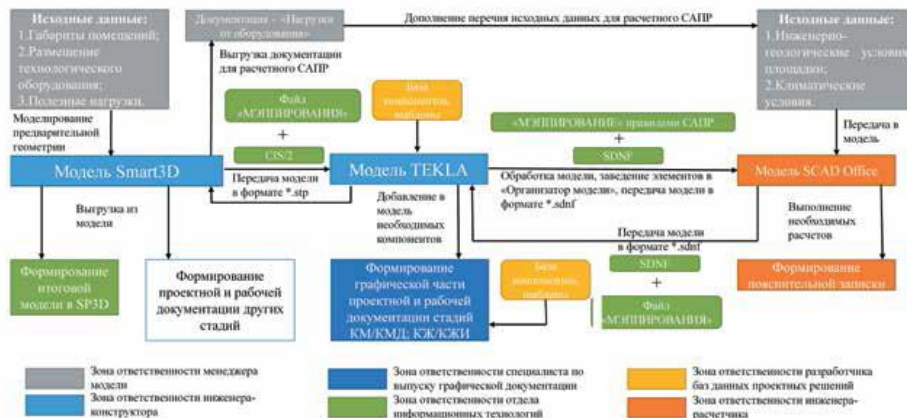 Исходные данные:
1.Габариты помещений;
2.Размещение
технологического
оборудования;
3.Полезные нагрузки.
Документация – «Нагрузки
от оборудования»
Дополнение перечня исходных данных для расчетного САПР
Исходные данные:
1.Инженерно-
геологические условия
площадки;
2.Климатические
условия.
Выгрузка документации
для расчетного САПР
Моделирование
предварительной
геометрии
Файл
«МЭППИРОВАНИЯ»
+
CIS/2
База
компонентов,
шаблоны
«МЭППИРОВАНИЕ» правилами САПР
+
SDNF
Передача в
модель
Модель Smart3D
Передача модели
в формате *.stp
Модель TEKLA
Обработка модели, заведение элементов в
«Организатор модели», передача модели в
формате *.sdnf
Модель SCAD Office
Выгрузка из
модели
Добавление в
модель
необходимых
компонентов
Передача модели
в формате *.sdnf
Выполнение
необходимых
расчетов
Формирование
итоговой
модели в SP3D
Формирование
проектной и рабочей
документации других
стадий
Формирование
графической части
проектной и рабочей
документации стадий
КМ/КМД; КЖ/КЖИ
База
компонентов,
шаблоны
SDNF
+
Файл
«МЭППИРОВАНИЯ»
Формирование
пояснительной записки
Зона ответственности менеджера
модели
Зона ответственности инженера-
конструктора
Зона ответственности специалиста по
выпуску графической документации
Зона ответственности отдела
информационных технологий
Зона ответственности разработчика
баз данных проектных решений
Зона ответственности инженера-
расчетчика